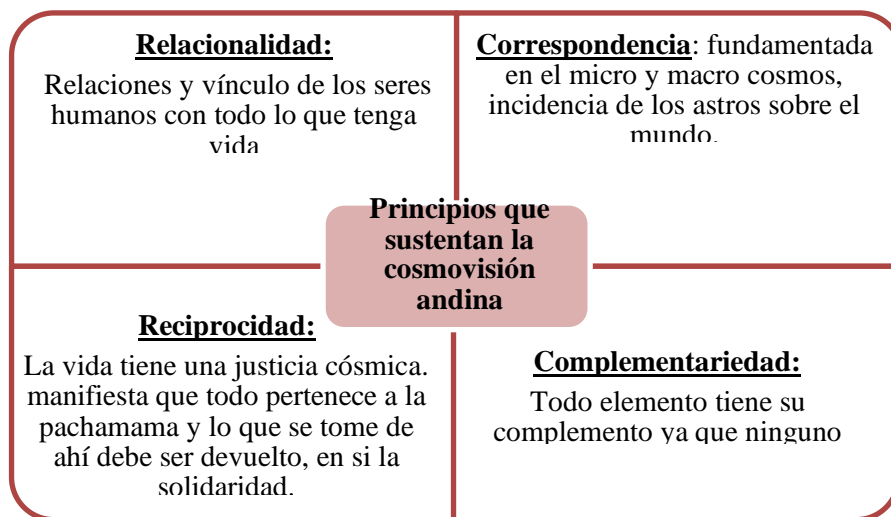 Relacionalidad:
Relaciones y vínculo de los seres
humanos con todo lo que tenga
vida
Correspondencia: fundamentada
en el micro y macro cosmos,
incidencia de los astros sobre el
mundo.
Principios que
sustentan la
cosmovisión
andina
Reciprocidad:
La vida tiene una justicia cósmica.
manifiesta que todo pertenece a la
pachamama y lo que se tome de
ahí debe ser devuelto, en si la
solidaridad.
Complementariedad:
Todo elemento tiene su
complemento ya que ninguno